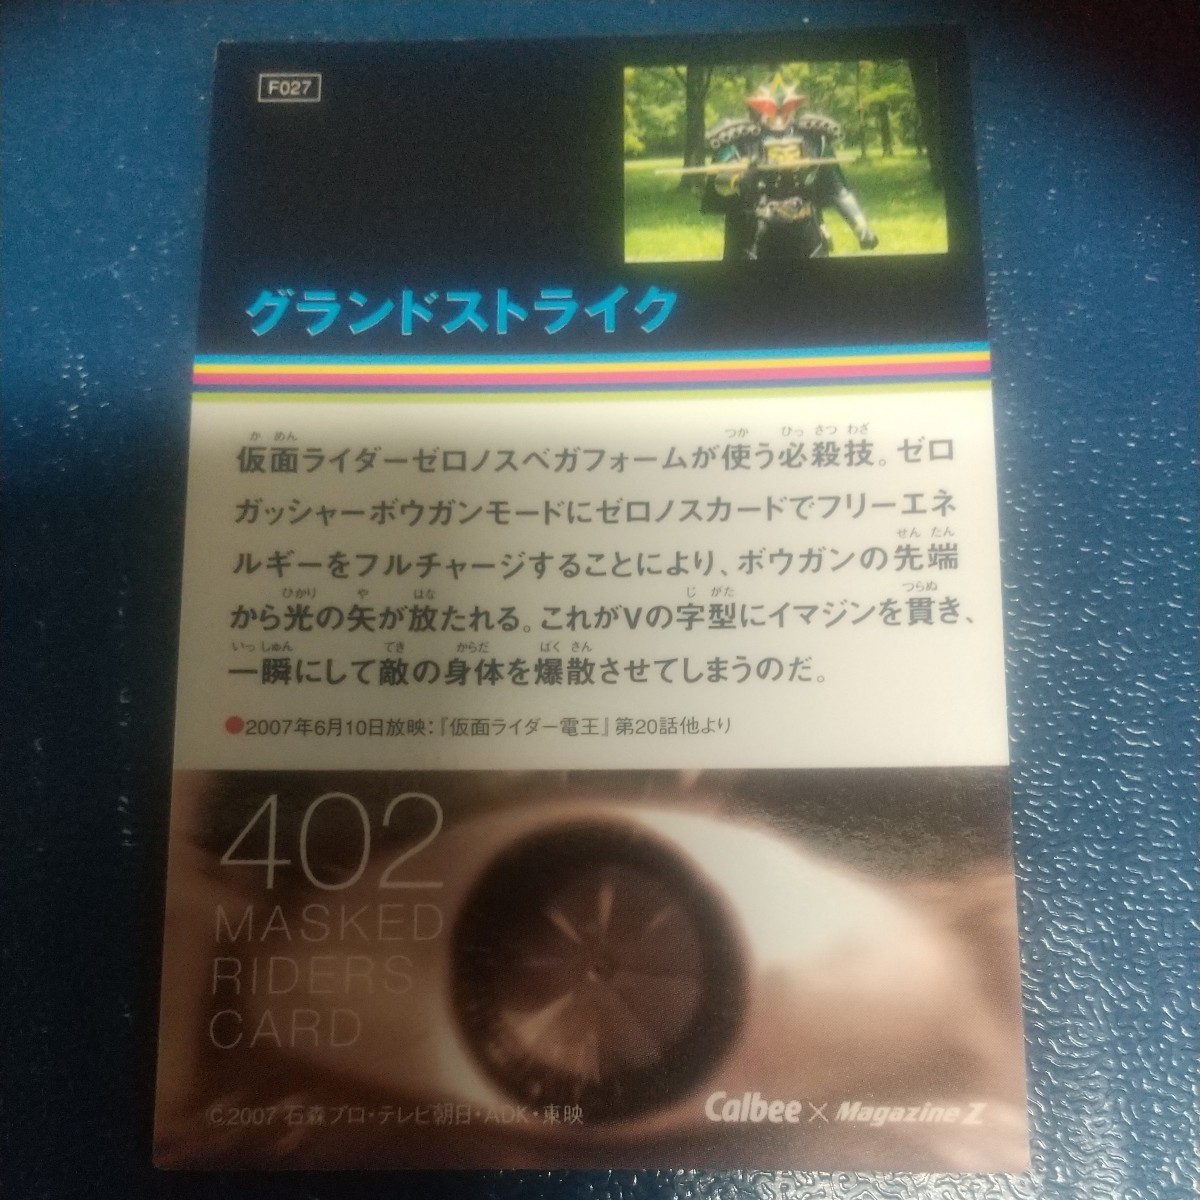 F027
グランドストライク
仮面ライダーゼロノスベガフォームが使う必殺技。ゼロ
ガッシャーボウガンモードにゼロノスカードでフリーエネ
ルギーをフルチャージすることにより、ボウガンの先端
から光の矢が放たれる。これがVの字型にイマジンを貫き、
一瞬にして敵の身体を爆散させてしまうのだ。
●2007年6月10日放映:『仮面ライダー電王』第20話他より
402
MASKED
RIDERS
CARD
©2007 石森プロ・テレビ朝日・ADK・東映
Calbee × Magazine Z